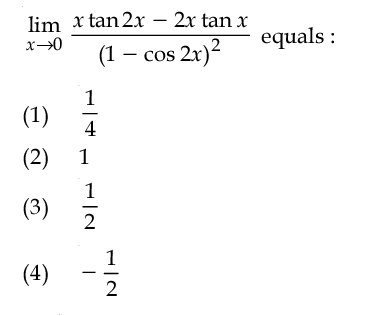 lim x→0 (x tan 2x − 2x tan x) / (1 − cos 2x)² equals :
(1) 1/4
(2) 1
(3) 1/2
(4) −1/2